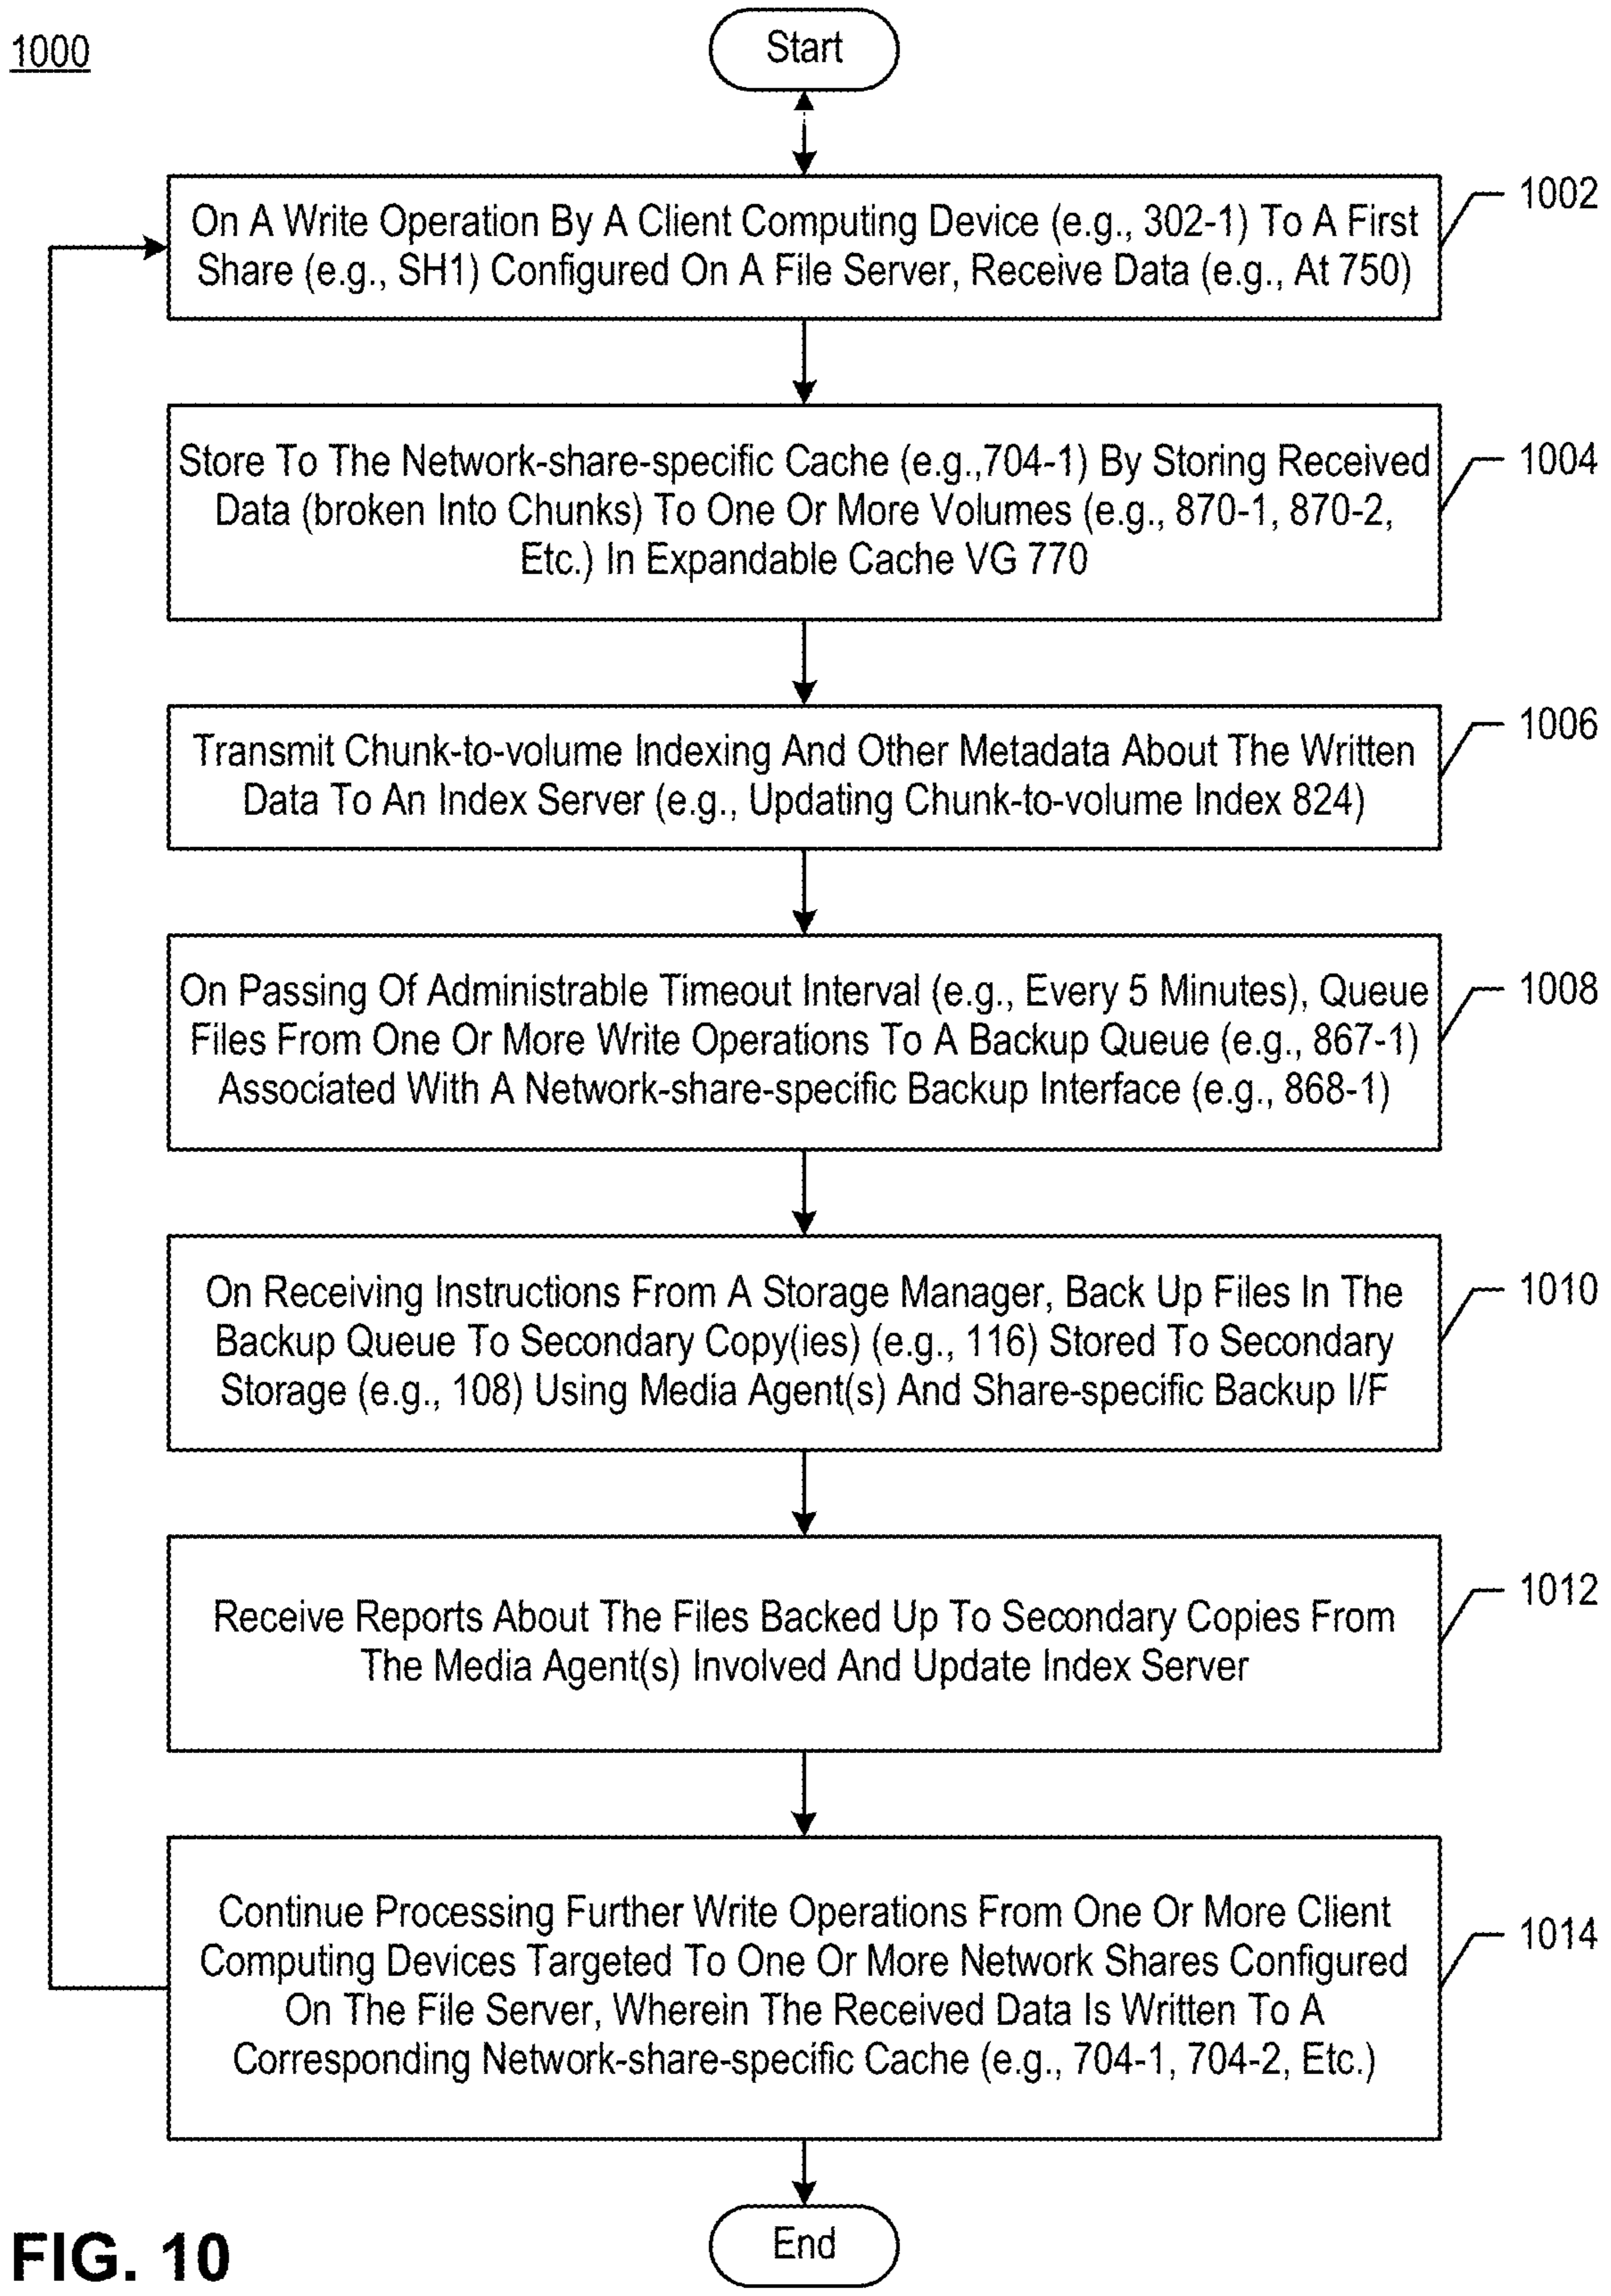 1000
Start
On A Write Operation By A Client Computing Device (e.g., 302-1) To A First
Share (e.g., SH1) Configured On A File Server, Receive Data (e.g., At 750)
1002
Store To The Network-share-specific Cache (e.g.,704-1) By Storing Received
Data (broken Into Chunks) To One Or More Volumes (e.g., 870-1, 870-2,
Etc.) In Expandable Cache VG 770
1004
Transmit Chunk-to-volume Indexing And Other Metadata About The Written
Data To An Index Server (e.g., Updating Chunk-to-volume Index 824)
1006
On Passing Of Administrable Timeout Interval (e.g., Every 5 Minutes), Queue
Files From One Or More Write Operations To A Backup Queue (e.g., 867-1)
Associated With A Network-share-specific Backup Interface (e.g., 868-1)
1008
On Receiving Instructions From A Storage Manager, Back Up Files In The
Backup Queue To Secondary Copy(ies) (e.g., 116) Stored To Secondary
Storage (e.g., 108) Using Media Agent(s) And Share-specific Backup I/F
1010
Receive Reports About The Files Backed Up To Secondary Copies From
The Media Agent(s) Involved And Update Index Server
1012
Continue Processing Further Write Operations From One Or More Client
Computing Devices Targeted To One Or More Network Shares Configured
On The File Server, Wherein The Received Data Is Written To A
Corresponding Network-share-specific Cache (e.g., 704-1, 704-2, Etc.)
1014
End
FIG. 10